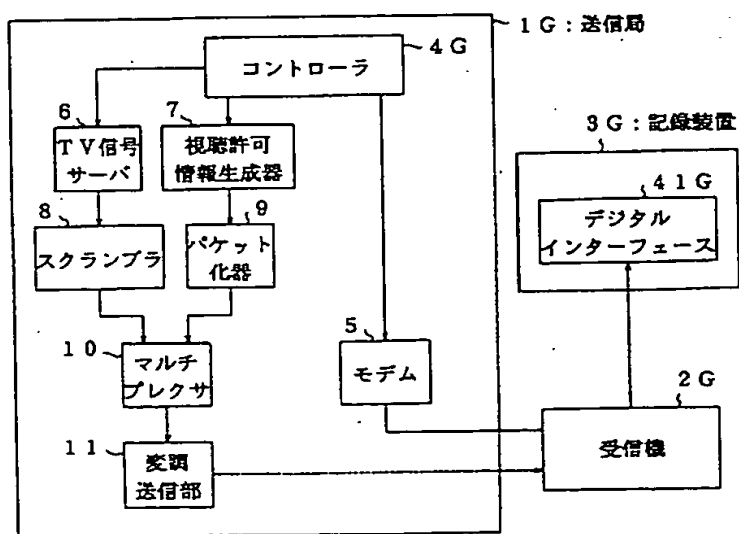 1G:送信局
4G
コントローラ
6
TV信号
サーバ
7
視聴許可
情報生成器
3G:記録装置
41G
デジタル
インターフェース
8
スクランブラ
9
パケット
化器
10
マルチ
プレクサ
5
モデム
2G
受信機
11
変調
送信部